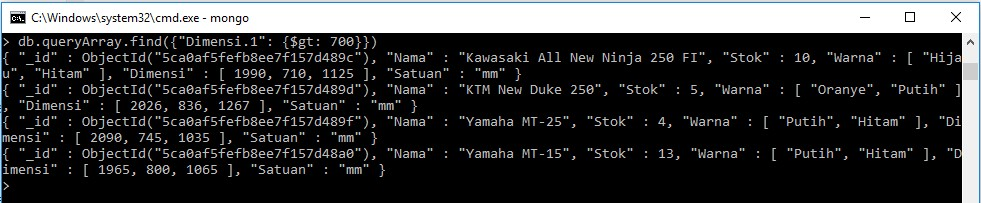 C:\Windows\system32\cmd.exe - mongo
> db.queryArray.find({"Dimensi.1": {$gt: 700}})
{ "_id" : ObjectId("5ca0af5fefb8ee7f157d489c"), "Nama" : "Kawasaki All New Ninja 250 FI", "Stok" : 10, "Warna" : [ "Hija
u", "Hitam" ], "Dimensi" : [ 1990, 710, 1125 ], "Satuan" : "mm" }
{ "_id" : ObjectId("5ca0af5fefb8ee7f157d489d"), "Nama" : "KTM New Duke 250", "Stok" : 5, "Warna" : [ "Oranye", "Putih" ]
, "Dimensi" : [ 2026, 836, 1267 ], "Satuan" : "mm" }
{ "_id" : ObjectId("5ca0af5fefb8ee7f157d489f"), "Nama" : "Yamaha MT-25", "Stok" : 4, "Warna" : [ "Putih", "Hitam" ], "Di
mensi" : [ 2090, 745, 1035 ], "Satuan" : "mm" }
{ "_id" : ObjectId("5ca0af5fefb8ee7f157d48a0"), "Nama" : "Yamaha MT-15", "Stok" : 13, "Warna" : [ "Putih", "Hitam" ], "D
imensi" : [ 1965, 800, 1065 ], "Satuan" : "mm" }
>